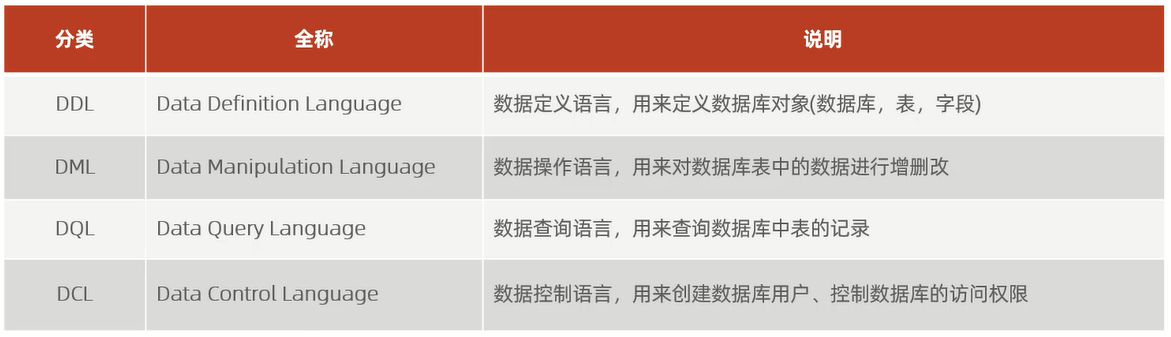 分类 全称 说明
DDL Data Definition Language 数据定义语言，用来定义数据库对象(数据库，表，字段)
DML Data Manipulation Language 数据操作语言，用来对数据库表中的数据进行增删改
DQL Data Query Language 数据查询语言，用来查询数据库中表的记录
DCL Data Control Language 数据控制语言，用来创建数据库用户、控制数据库的访问权限